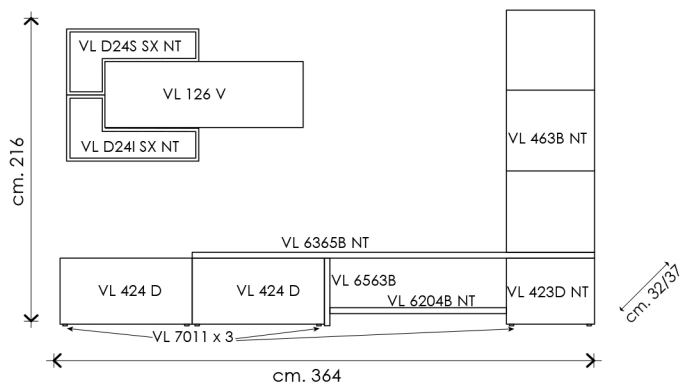 VL D24S SX NT
VL 126 V
VL D24I SX NT
VL 463B NT
cm. 216
VL 6365B NT
VL 424 D
VL 424 D
VL 6563B
VL 6204B NT
VL 423D NT
cm. 32/37
VL 7011 x 3
cm. 364